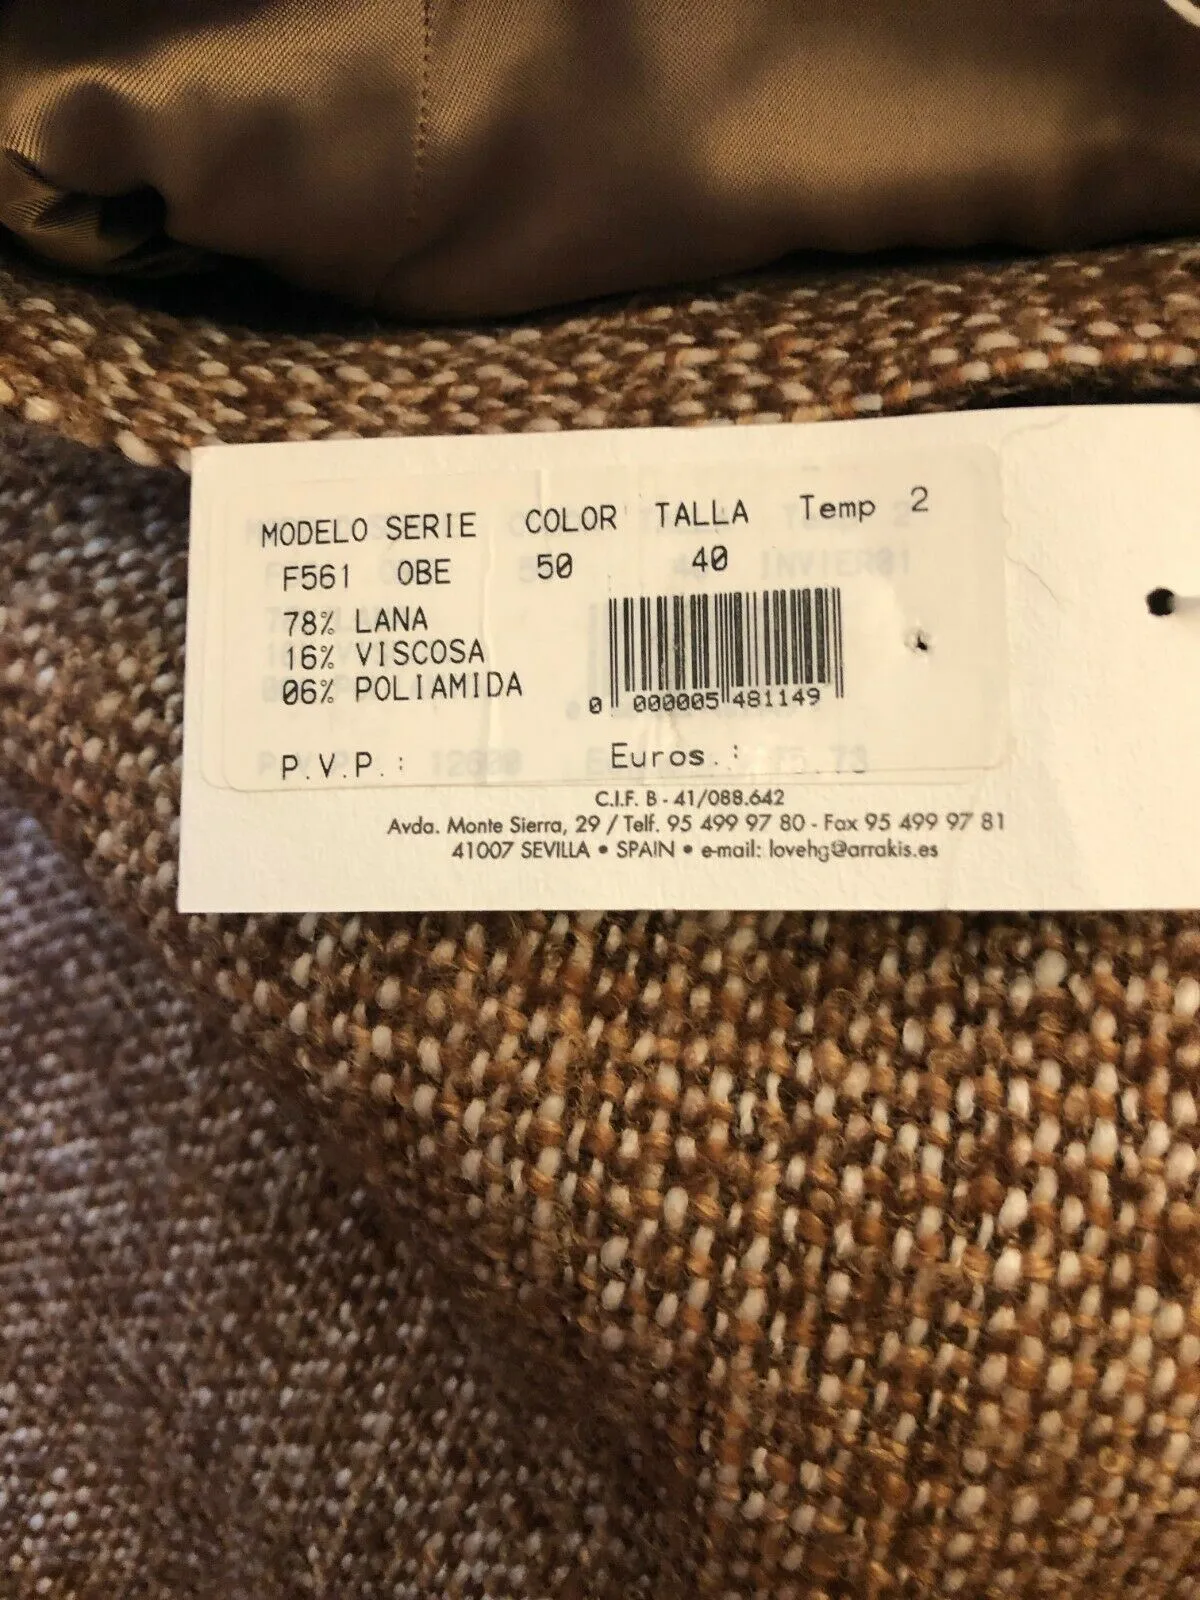 MODELO SERIE COLOR TALLA Temp 2
F561 OBE 50 40
78% LANA
16% VISCOSA
06% POLIAMIDA
0 000005 481149
P.V.P.: Euros.:
C.I.F. B - 41/088.642
Avda. Monte Sierra, 29 / Telf. 95 499 97 80 - Fax 95 499 97 81
41007 SEVILLA • SPAIN • e-mail: lovehg@arrakis.es